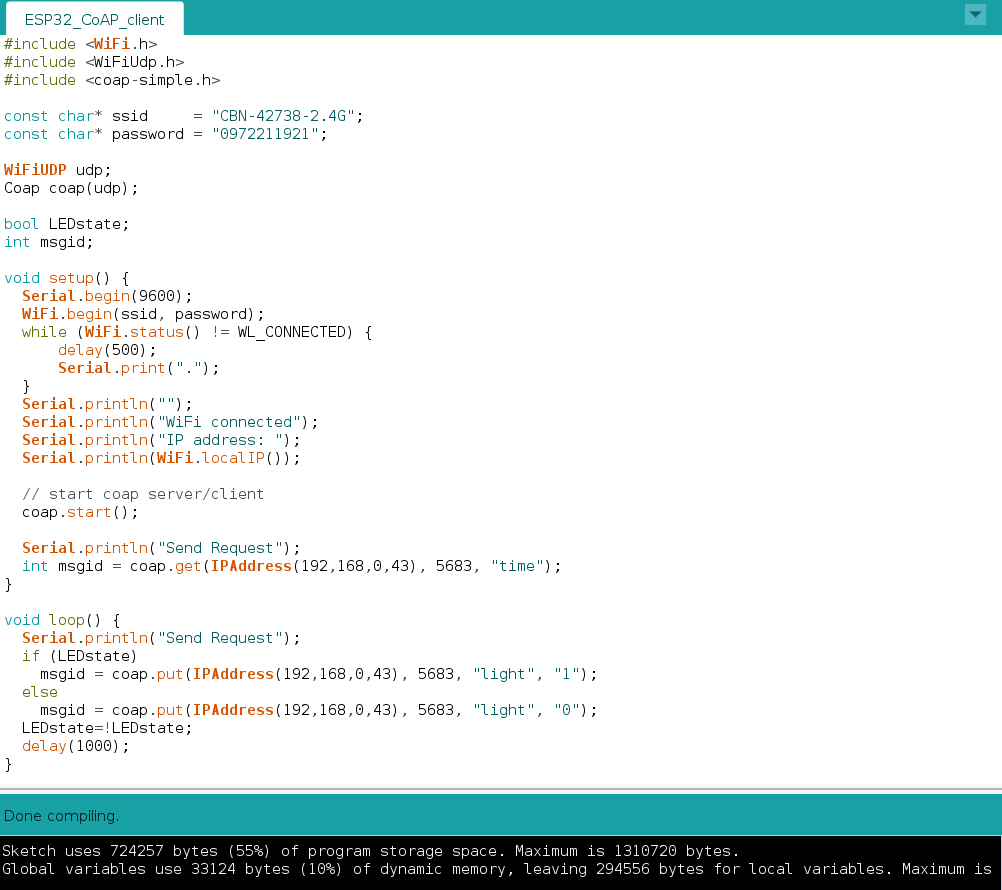 ESP32_CoAP_client
#include <WiFi.h>
#include <WiFiUdp.h>
#include <coap-simple.h>
const char* ssid     = "CBN-42738-2.4G";
const char* password = "0972211921";
WiFiUDP udp;
Coap coap(udp);
bool LEDstate;
int msgid;
void setup() {
  Serial.begin(9600);
  WiFi.begin(ssid, password);
  while (WiFi.status() != WL_CONNECTED) {
      delay(500);
      Serial.print(".");
  }
  Serial.println("");
  Serial.println("WiFi connected");
  Serial.println("IP address: ");
  Serial.println(WiFi.localIP());
  // start coap server/client
  coap.start();
  Serial.println("Send Request");
  int msgid = coap.get(IPAddress(192,168,0,43), 5683, "time");
}
void loop() {
  Serial.println("Send Request");
  if (LEDstate)
    msgid = coap.put(IPAddress(192,168,0,43), 5683, "light", "1");
  else
    msgid = coap.put(IPAddress(192,168,0,43), 5683, "light", "0");
  LEDstate=!LEDstate;
  delay(1000);
}
Done compiling.
Sketch uses 724257 bytes (55%) of program storage space. Maximum is 1310720 bytes.
Global variables use 33124 bytes (10%) of dynamic memory, leaving 294556 bytes for local variables. Maximum is